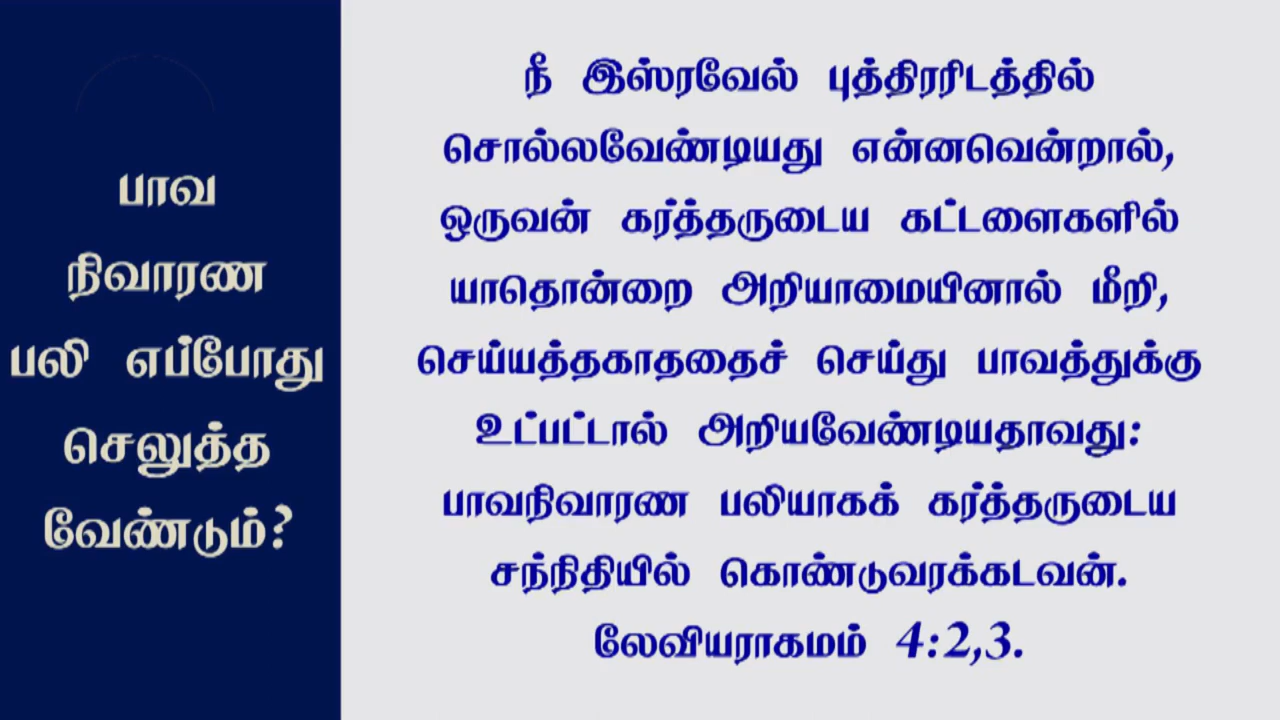 பாவ
நிவாரண
பலி எப்போது
செலுத்த
வேண்டும்?
நீ இஸ்ரவேல் புத்திரரிடத்தில்
சொல்லவேண்டியது என்னவென்றால்,
ஒருவன் கர்த்தருடைய கட்டளைகளில்
யாதொன்றை அறியாமையினால் மீறி,
செய்யத்தகாததைச் செய்து பாவத்துக்கு
உட்பட்டால் அறியவேண்டியதாவது:
பாவநிவாரண பலியாகக் கர்த்தருடைய
சந்நிதியில் கொண்டுவரக்கடவன்.
லேவியராகமம் 4:2,3.